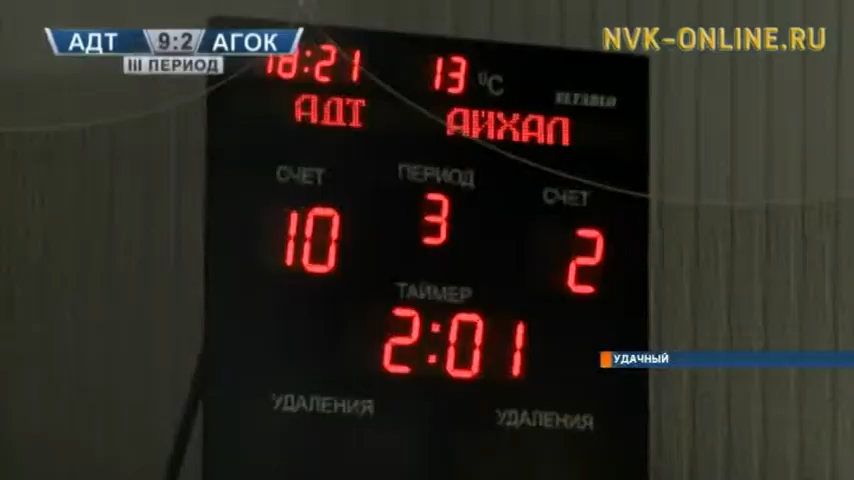 АДТ 9:2 АГОК
NVK-ONLINE.RU
III ПЕРИОД
18:21 13 °C
АДТ АЙХАЛ
СЧЕТ ПЕРИОД СЧЕТ
10 3 2
ТАЙМЕР
2:01
УДАЧНЫЙ
УДАЛЕНИЯ УДАЛЕНИЯ